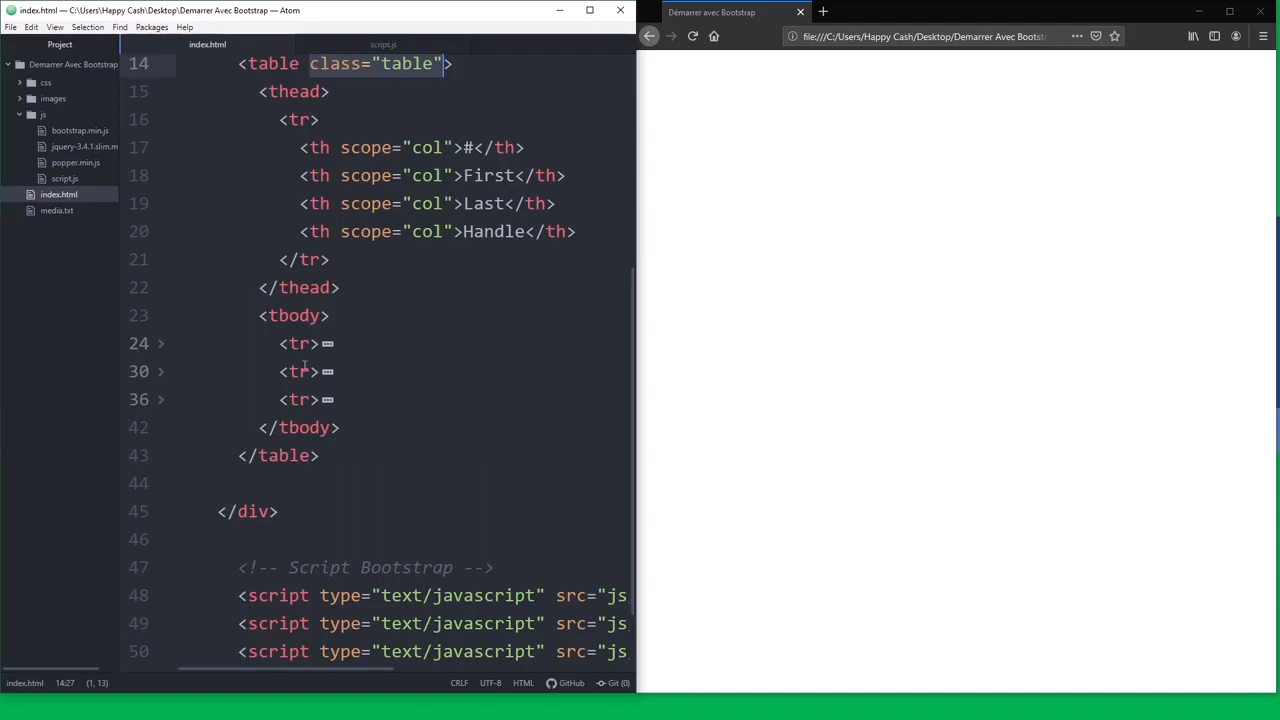 index.html — C:\Users\Happy Cash\Desktop\Demarrer Avec Bootstrap — Atom
File Edit View Selection Find Packages Help
Project
Demarrer Avec Bootstrap
css
images
js
bootstrap.min.js
jquery-3.4.1.slim.m
popper.min.js
script.js
index.html
media.txt
index.html script.js
14 <table class="table">
15 <thead>
16 <tr>
17 <th scope="col">#</th>
18 <th scope="col">First</th>
19 <th scope="col">Last</th>
20 <th scope="col">Handle</th>
21 </tr>
22 </thead>
23 <tbody>
24 <tr>
30 <tr>
36 <tr>
42 </tbody>
43 </table>
44
45 </div>
46
47 <!-- Script Bootstrap -->
48 <script type="text/javascript" src="js
49 <script type="text/javascript" src="js
50 <script type="text/javascript" src="js
index.html 14:27 (1, 13) CRLF UTF-8 HTML GitHub Git (0)
Démarrer avec Bootstrap
file:///C:/Users/Happy Cash/Desktop/Demarrer Avec Bootst